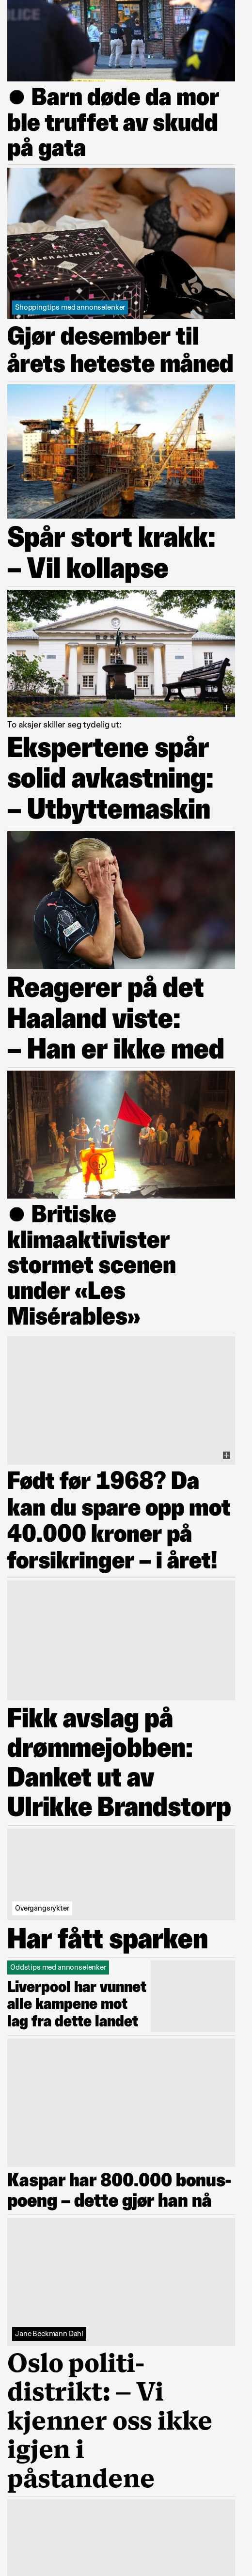 POLICE
● Barn døde da mor
ble truffet av skudd
på gata
Shoppingtips med annonselenker
Gjør desember til
årets heteste måned
Spår stort krakk:
– Vil kollapse
BØRSEN
To aksjer skiller seg tydelig ut:
Ekspertene spår
solid avkastning:
– Utbyttemaskin
Reagerer på det
Haaland viste:
– Han er ikke med
● Britiske
klimaaktivister
stormet scenen
under «Les
Misérables»
Født før 1968? Da
kan du spare opp mot
40.000 kroner på
forsikringer – i året!
Fikk avslag på
drømmejobben:
Danket ut av
Ulrikke Brandstorp
Overgangsrykter
Har fått sparken
Oddstips med annonselenker
Liverpool har vunnet
alle kampene mot
lag fra dette landet
Kaspar har 800.000 bonus-
poeng – dette gjør han nå
Jane Beckmann Dahl
Oslo politi-
distrikt: – Vi
kjenner oss ikke
igjen i
påstandene